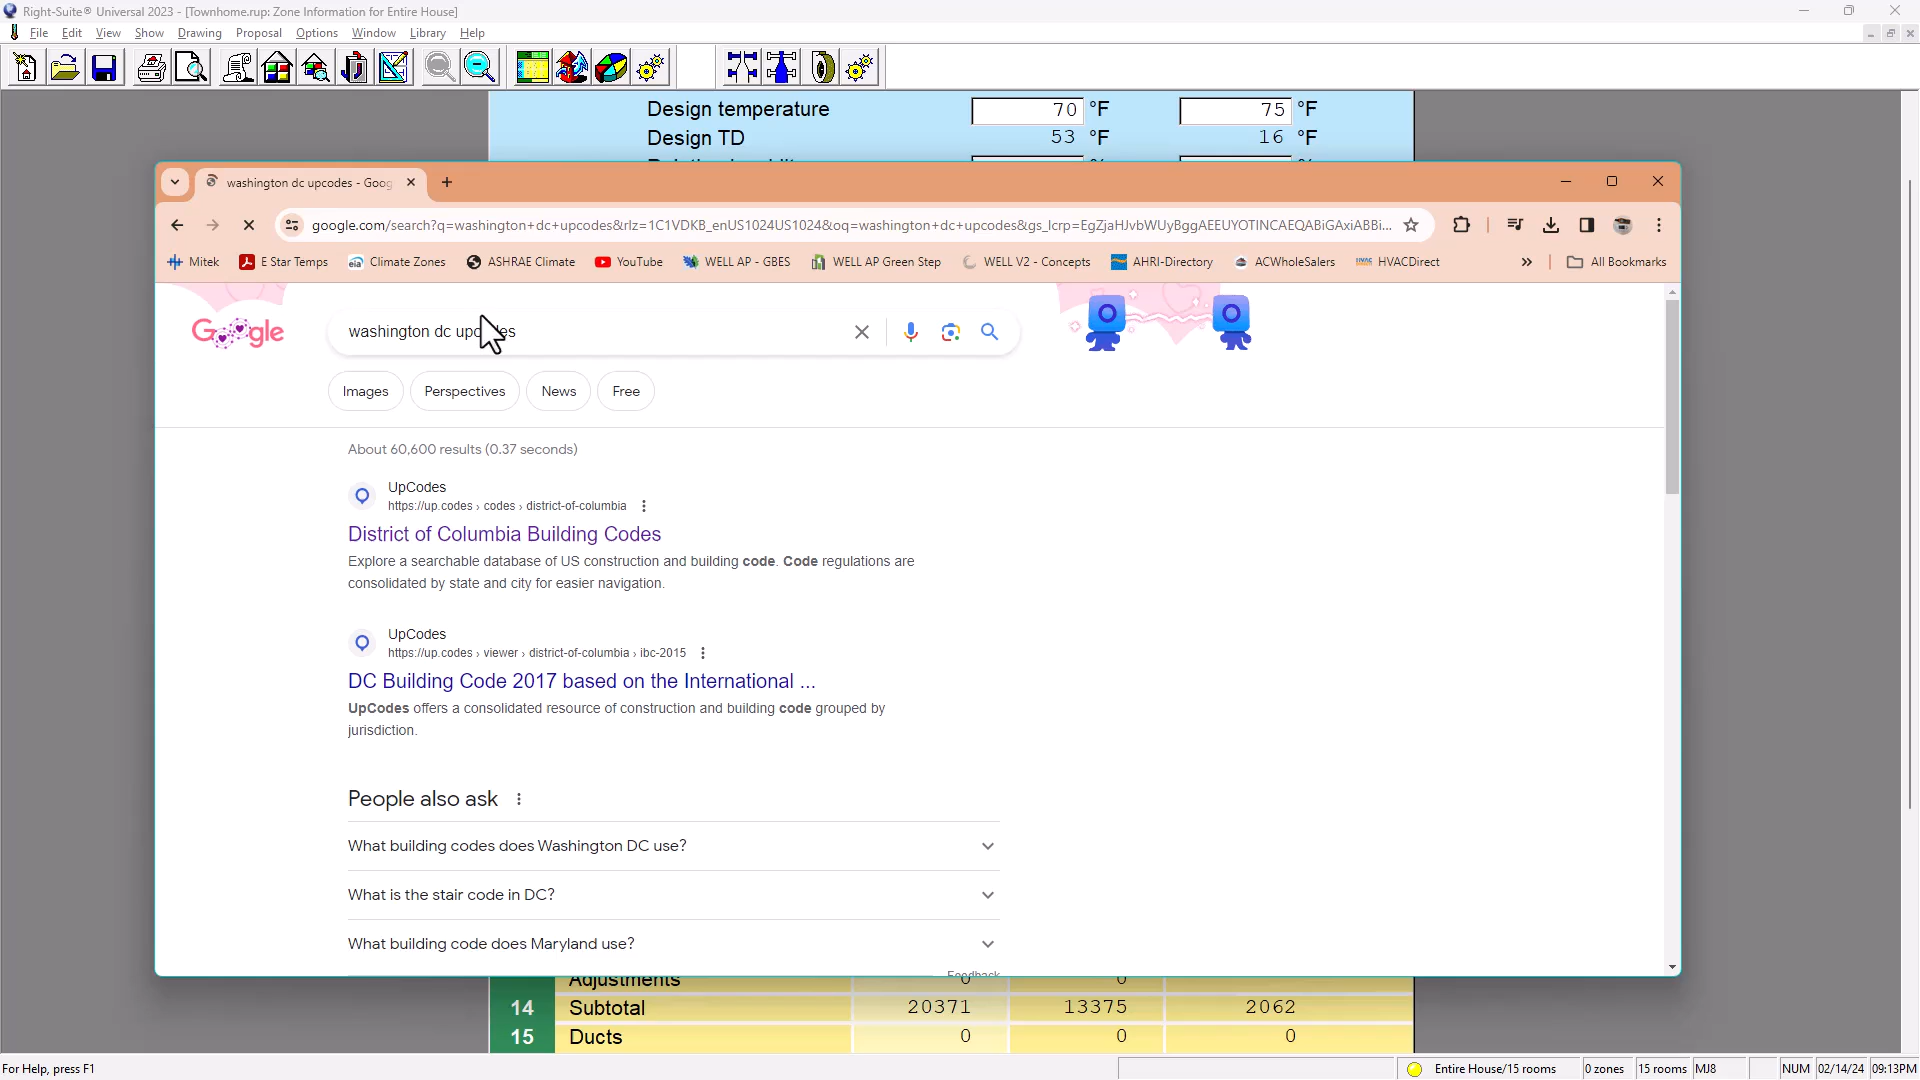 Right-Suite® Universal 2023 - [Townhome.rup: Zone Information for Entire House]
File Edit View Show Drawing Proposal Options Window Library Help
Design temperature 70 °F 75 °F
Design TD 53 °F 16 °F
washington dc upcodes - Goog
google.com/search?q=washington+dc+upcodes&rlz=1C1VDKB_enUS1024US1024&oq=washington+dc+upcodes&gs_lcrp=EgZjaHJvbWUyBggAEEUYOTINCAEQABiGAxiABBi...
Mitek E Star Temps Climate Zones ASHRAE Climate YouTube WELL AP - GBES WELL AP Green Step WELL V2 - Concepts AHRI-Directory ACWholeSalers HVACDirect » All Bookmarks
Google
washington dc upcodes
Images Perspectives News Free
About 60,600 results (0.37 seconds)
UpCodes
https://up.codes › codes › district-of-columbia
District of Columbia Building Codes
Explore a searchable database of US construction and building code. Code regulations are
consolidated by state and city for easier navigation.
UpCodes
https://up.codes › viewer › district-of-columbia › ibc-2015
DC Building Code 2017 based on the International ...
UpCodes offers a consolidated resource of construction and building code grouped by
jurisdiction.
People also ask
What building codes does Washington DC use?
What is the stair code in DC?
What building code does Maryland use?
Feedback
Adjustments 0 0
14 Subtotal 20371 13375 2062
15 Ducts 0 0 0
For Help, press F1
Entire House/15 rooms 0 zones 15 rooms MJ8 NUM 02/14/24 09:13PM